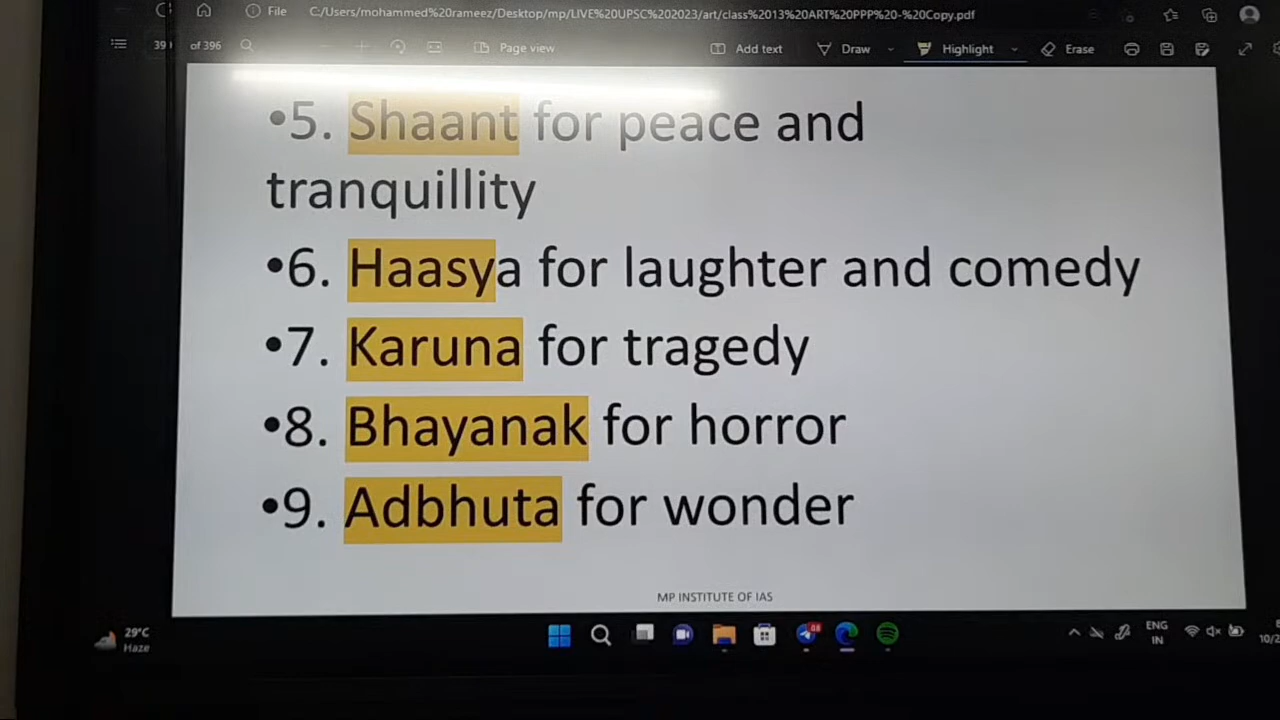 File C:/Users/mohammed%20rameez/Desktop/mp/LIVE%20UPSC%202023/art/class%2013%20ART%20PPP%20-%20Copy.pdf
of 396 Page view Add text Draw Highlight Erase
•5. Shaant for peace and
tranquillity
•6. Haasya for laughter and comedy
•7. Karuna for tragedy
•8. Bhayanak for horror
•9. Adbhuta for wonder
MP INSTITUTE OF IAS
29°C
Haze
ENG
IN